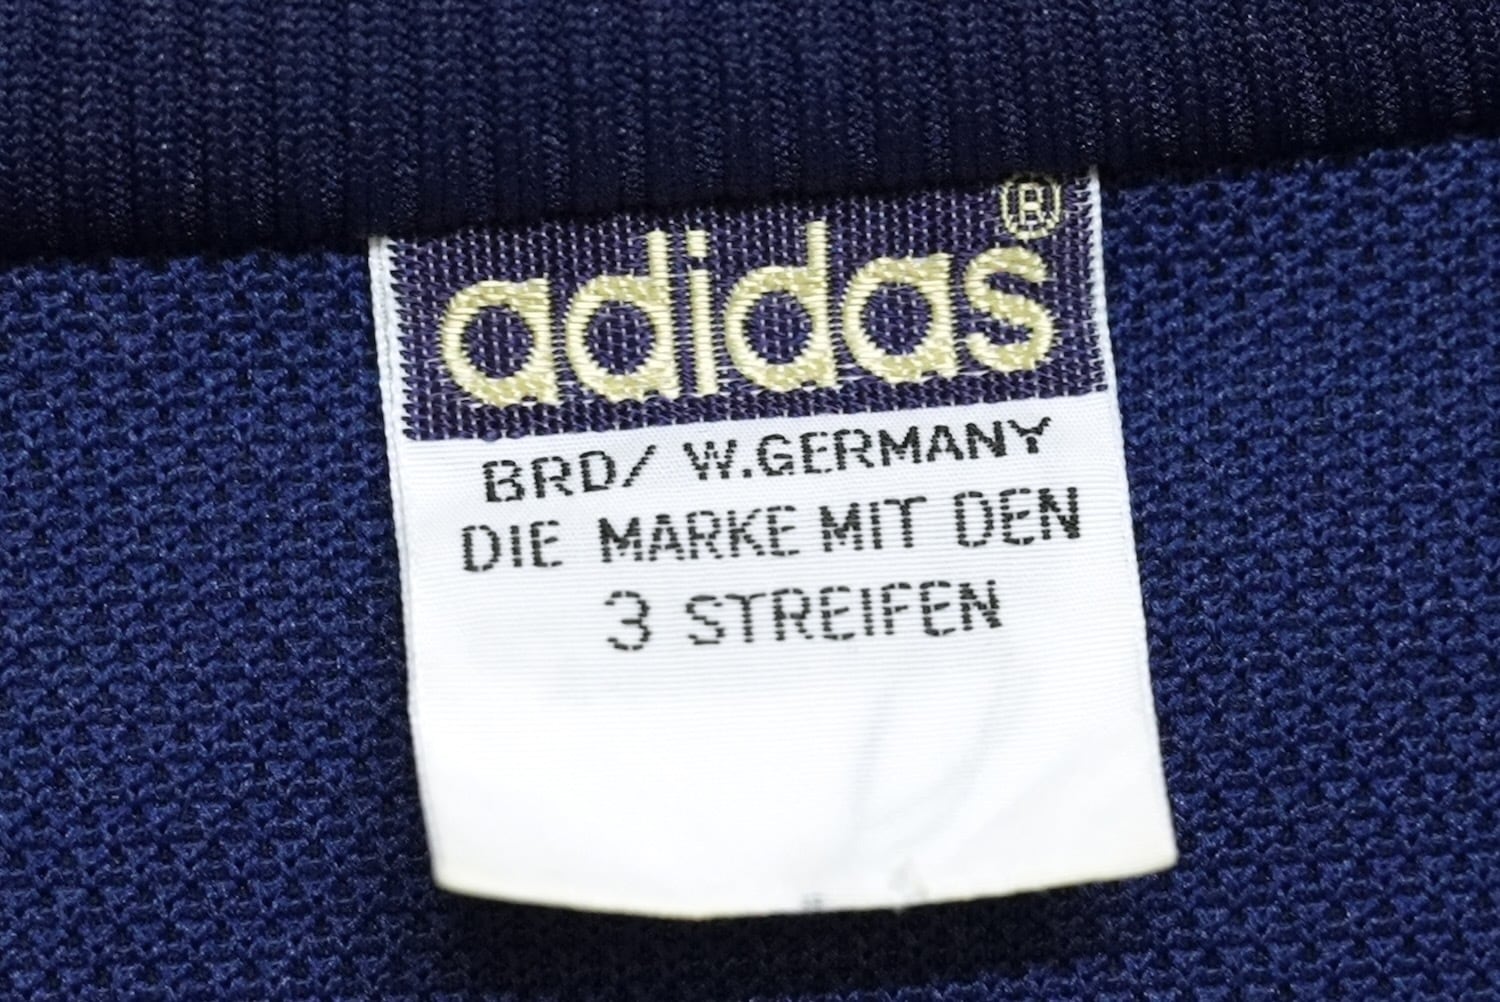 adidas®
BRD/ W.GERMANY
DIE MARKE MIT DEN
3 STREIFEN